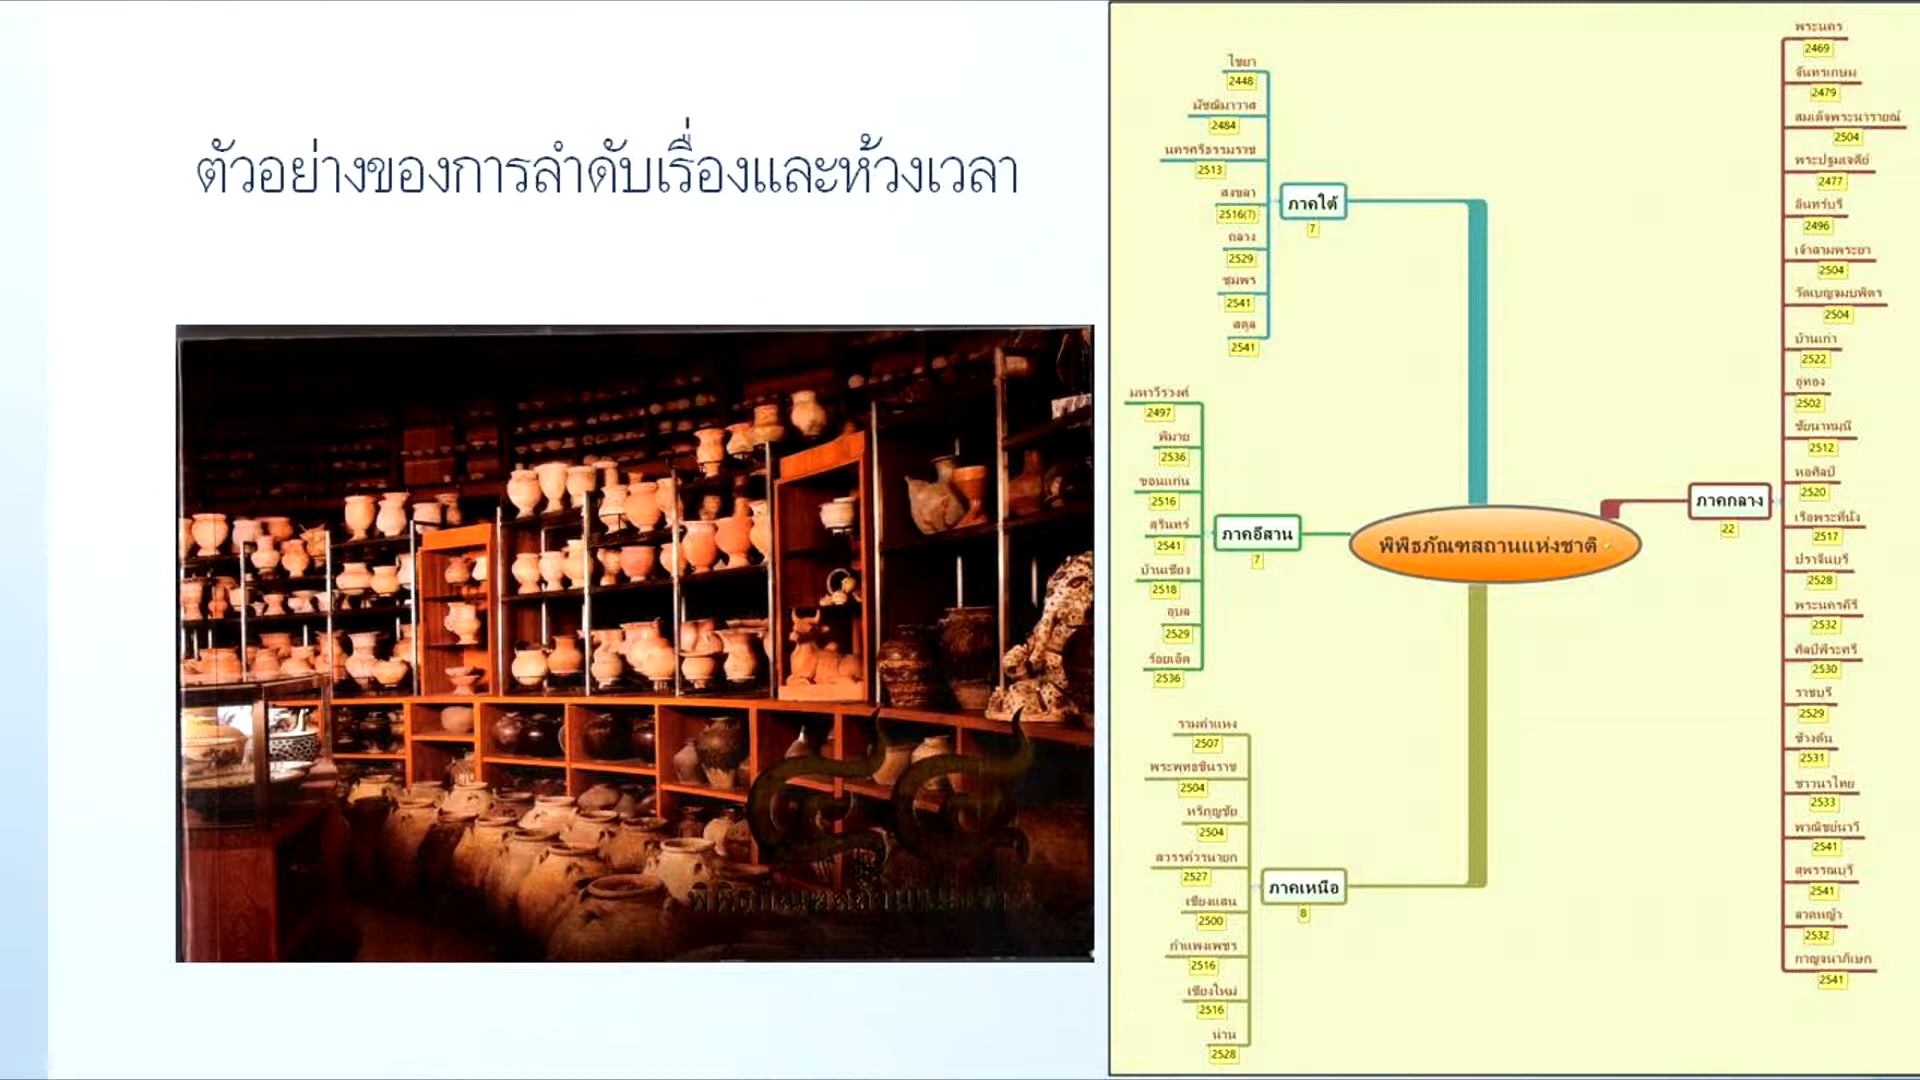 ตัวอย่างของการลำดับเรื่องและห้วงเวลา
พิพิธภัณฑสถานแห่งชาติ
ภาคใต้
7
ไชยา
2448
มัชฌิมาวาส
2484
นครศรีธรรมราช
2513
สงขลา
2516(?)
ถลาง
2529
ชุมพร
2541
สตูล
2541
ภาคอีสาน
7
มหาวีรวงศ์
2497
พิมาย
2536
ขอนแก่น
2516
สุรินทร์
2541
บ้านเชียง
2518
อุบล
2529
ร้อยเอ็ด
2536
ภาคเหนือ
8
รามคำแหง
2507
พระพุทธชินราช
2504
หริภุญชัย
2504
สวรรค์วรนายก
2527
เชียงแสน
2500
กำแพงเพชร
2516
เชียงใหม่
2516
น่าน
2528
ภาคกลาง
22
พระนคร
2469
จันทรเกษม
2479
สมเด็จพระนารายณ์
2504
พระปฐมเจดีย์
2477
อินทร์บุรี
2496
เจ้าสามพระยา
2504
วัดเบญจมบพิตร
2504
บ้านเก่า
2522
อู่ทอง
2502
ชัยนาทมุนี
2512
หอศิลป์
2520
เรือพระที่นั่ง
2517
ปราจีนบุรี
2528
พระนครคีรี
2532
ศิลป์พีระศรี
2530
ราชบุรี
2529
ช้างต้น
2531
ชาวนาไทย
2533
พาณิชย์นาวี
2541
สุพรรณบุรี
2541
ลาดหญ้า
2532
กาญจนาภิเษก
2541